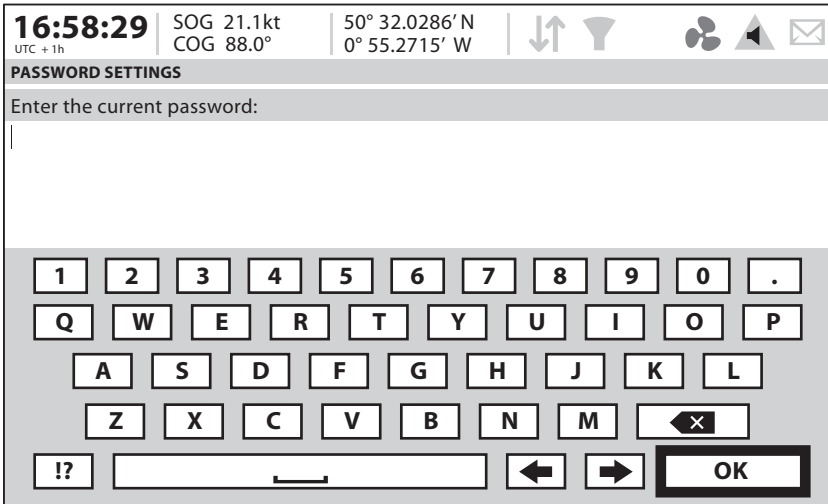 16:58:29 SOG 21.1kt 50° 32.0286′ N
UTC + 1h COG 88.0° 0° 55.2715′ W
PASSWORD SETTINGS
Enter the current password:
1 2 3 4 5 6 7 8 9 0 .
Q W E R T Y U I O P
A S D F G H J K L
Z X C V B N M
!? OK